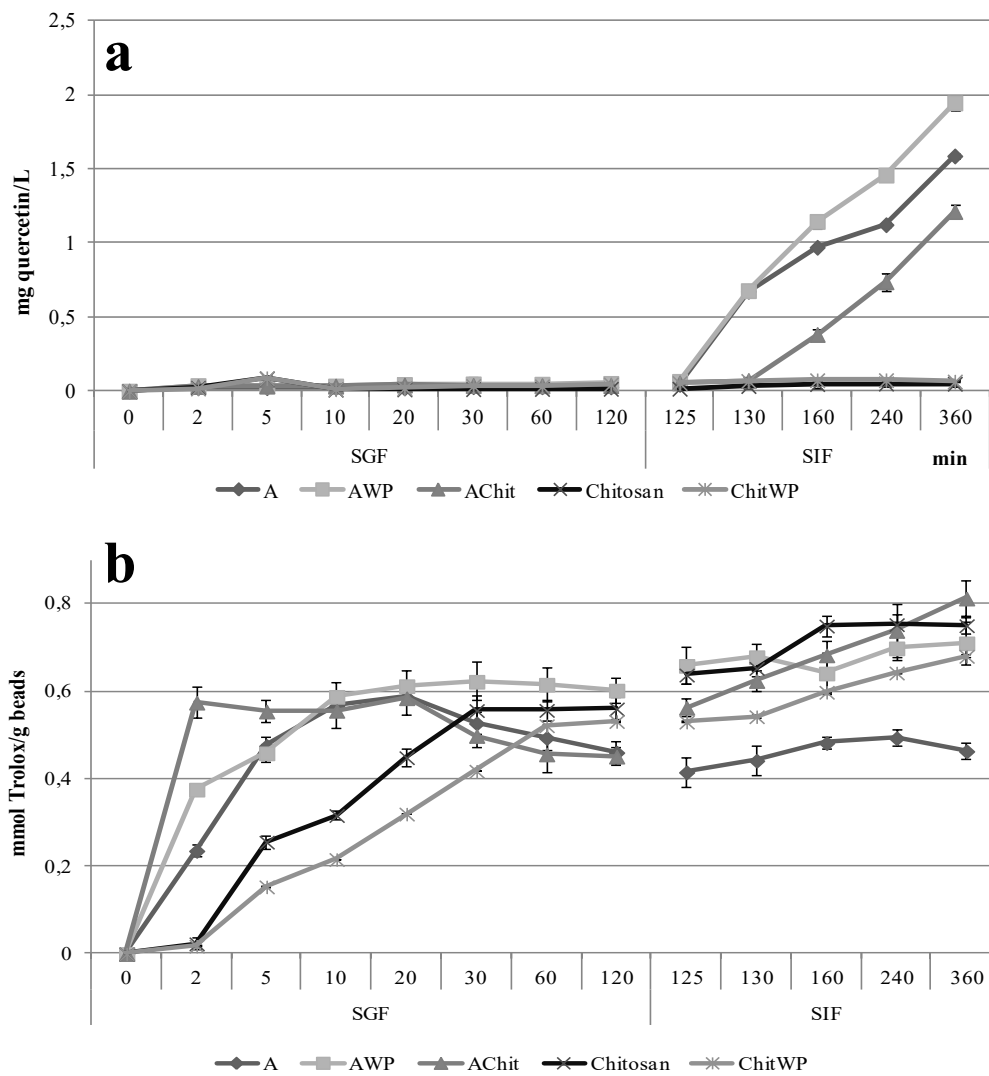 a
mg quercetin/L
2,5
2
1,5
1
0,5
0
0 2 5 10 20 30 60 120 125 130 160 240 360
SGF SIF min
A AWP AChit Chitosan ChitWP
b
mmol Trolox/g beads
0,8
0,6
0,4
0,2
0
0 2 5 10 20 30 60 120 125 130 160 240 360
SGF SIF
A AWP AChit Chitosan ChitWP